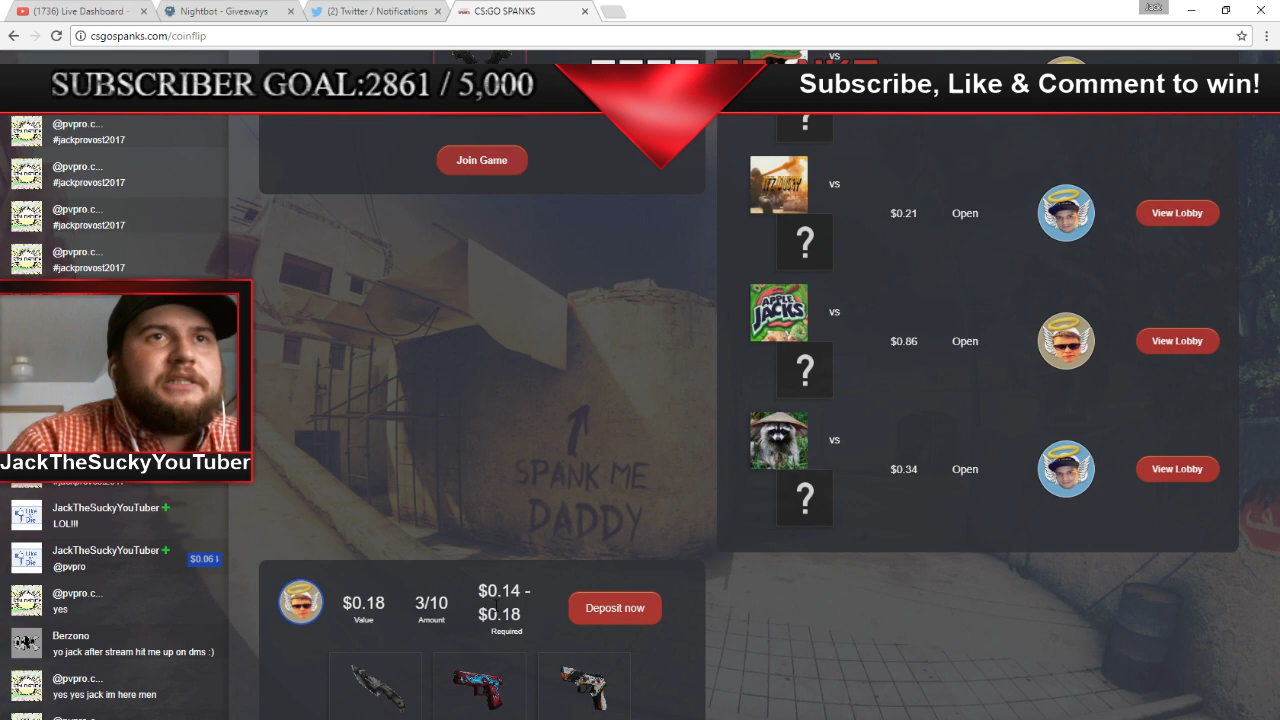 (1736) Live Dashboard -
Nightbot - Giveaways
(2) Twitter / Notifications
CS:GO SPANKS
Jack
csgospanks.com/coinflip
SUBSCRIBER GOAL:2861 / 5,000
Subscribe, Like & Comment to win!
@pvpro.c...
#jackprovost2017
@pvpro.c...
#jackprovost2017
@pvpro.c...
#jackprovost2017
@pvpro.c...
#jackprovost2017
JackTheSuckyYouTuber
JackTheSuckyYouTuber +
LOL!!!
JackTheSuckyYouTuber +
@pvpro
$0.06
@pvpro.c...
yes
Berzono
yo jack after stream hit me up on dms :)
@pvpro.c...
yes yes jack im here men
Join Game
SPANK ME
DADDY
$0.18
Value
3/10
Amount
$0.14 -
$0.18
Required
Deposit now
vs
?
vs
$0.21
Open
View Lobby
?
APPLE
JACKS
vs
$0.86
Open
View Lobby
?
vs
$0.34
Open
View Lobby
?